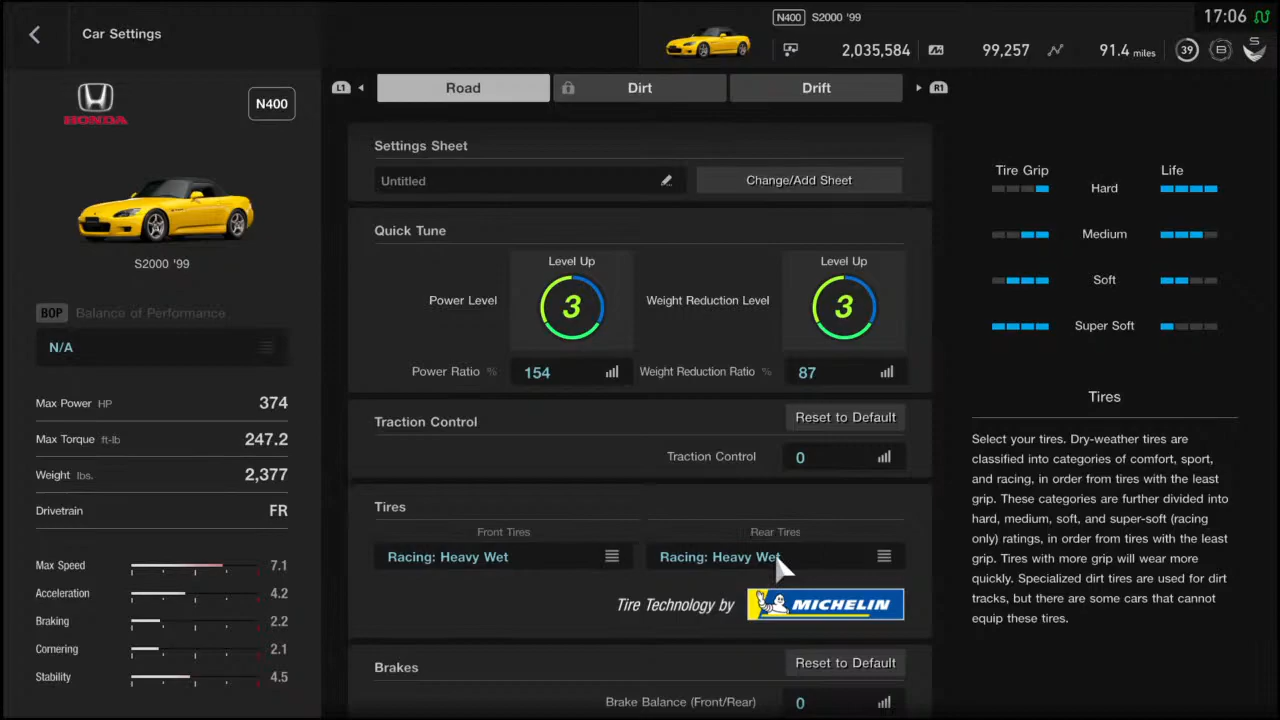 Car Settings
N400 S2000 '99
17:06
2,035,584
99,257
91.4 miles
39
B
S
HONDA
N400
S2000 '99
BOP Balance of Performance
N/A
Max Power HP 374
Max Torque ft-lb 247.2
Weight lbs. 2,377
Drivetrain FR
Max Speed 7.1
Acceleration 4.2
Braking 2.2
Cornering 2.1
Stability 4.5
L1 Road Dirt Drift R1
Settings Sheet
Untitled Change/Add Sheet
Quick Tune
Level Up Level Up
Power Level 3 Weight Reduction Level 3
Power Ratio % 154 Weight Reduction Ratio % 87
Traction Control Reset to Default
Traction Control 0
Tires
Front Tires Rear Tires
Racing: Heavy Wet Racing: Heavy Wet
Tire Technology by MICHELIN
Brakes Reset to Default
Brake Balance (Front/Rear) 0
Tire Grip Life
Hard
Medium
Soft
Super Soft
Tires
Select your tires. Dry-weather tires are
classified into categories of comfort, sport,
and racing, in order from tires with the least
grip. These categories are further divided into
hard, medium, soft, and super-soft (racing
only) ratings, in order from tires with the least
grip. Tires with more grip will wear more
quickly. Specialized dirt tires are used for dirt
tracks, but there are some cars that cannot
equip these tires.